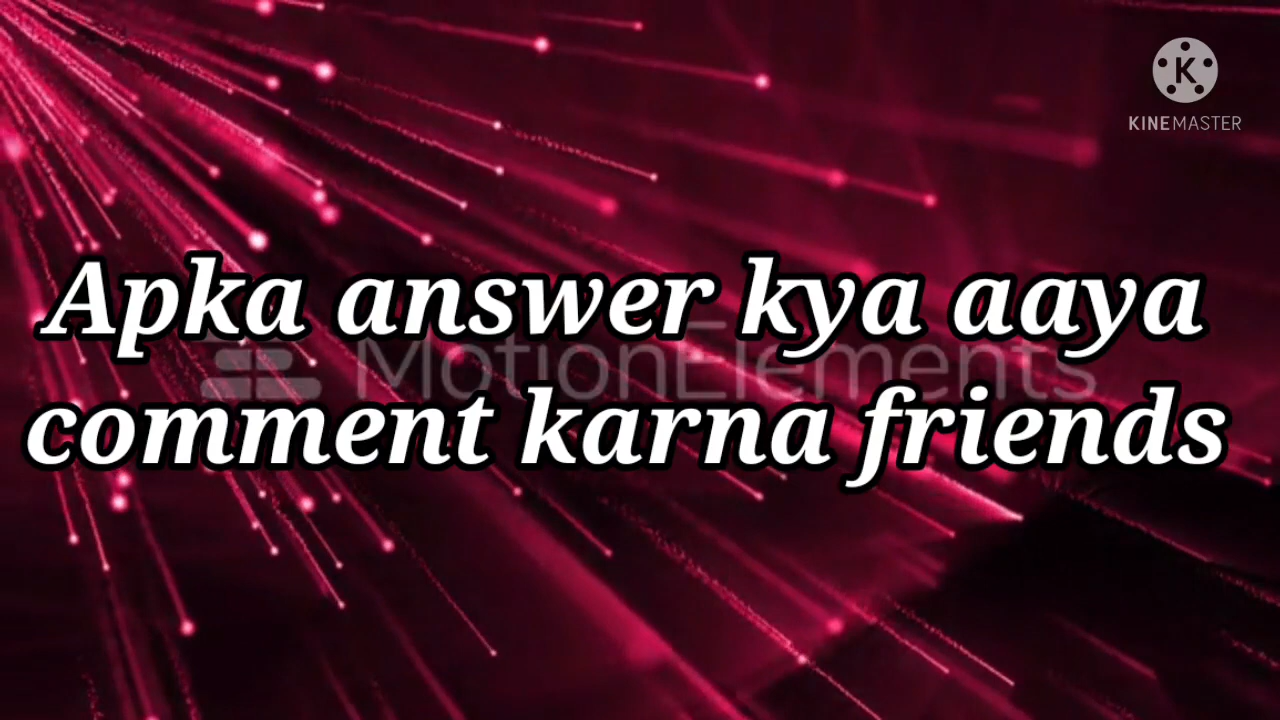 KINEMASTER
Apka answer kya aaya
MotionElements
comment karna friends